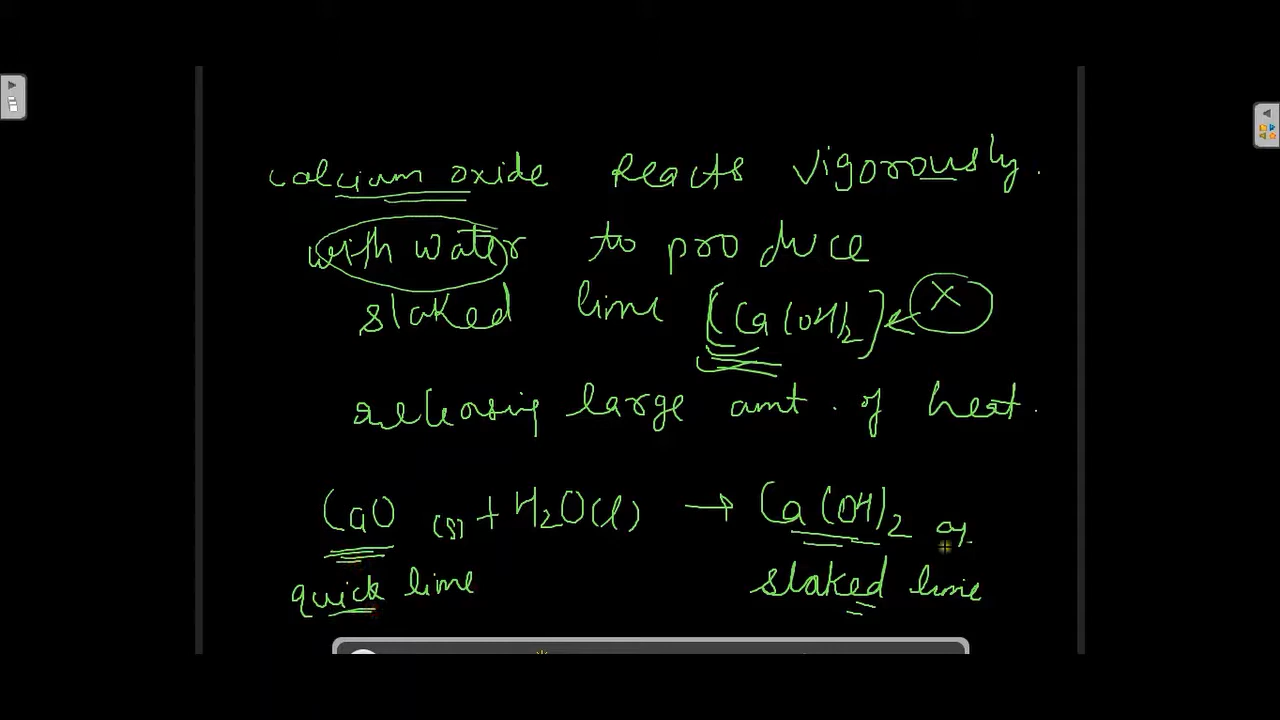 calcium oxide reacts vigorously.
with water to produce
slaked lime [Ca(OH)2] ← X
releasing large amt. of heat.
CaO (s) + H2O(l) → Ca(OH)2 aq.
quick lime slaked lime